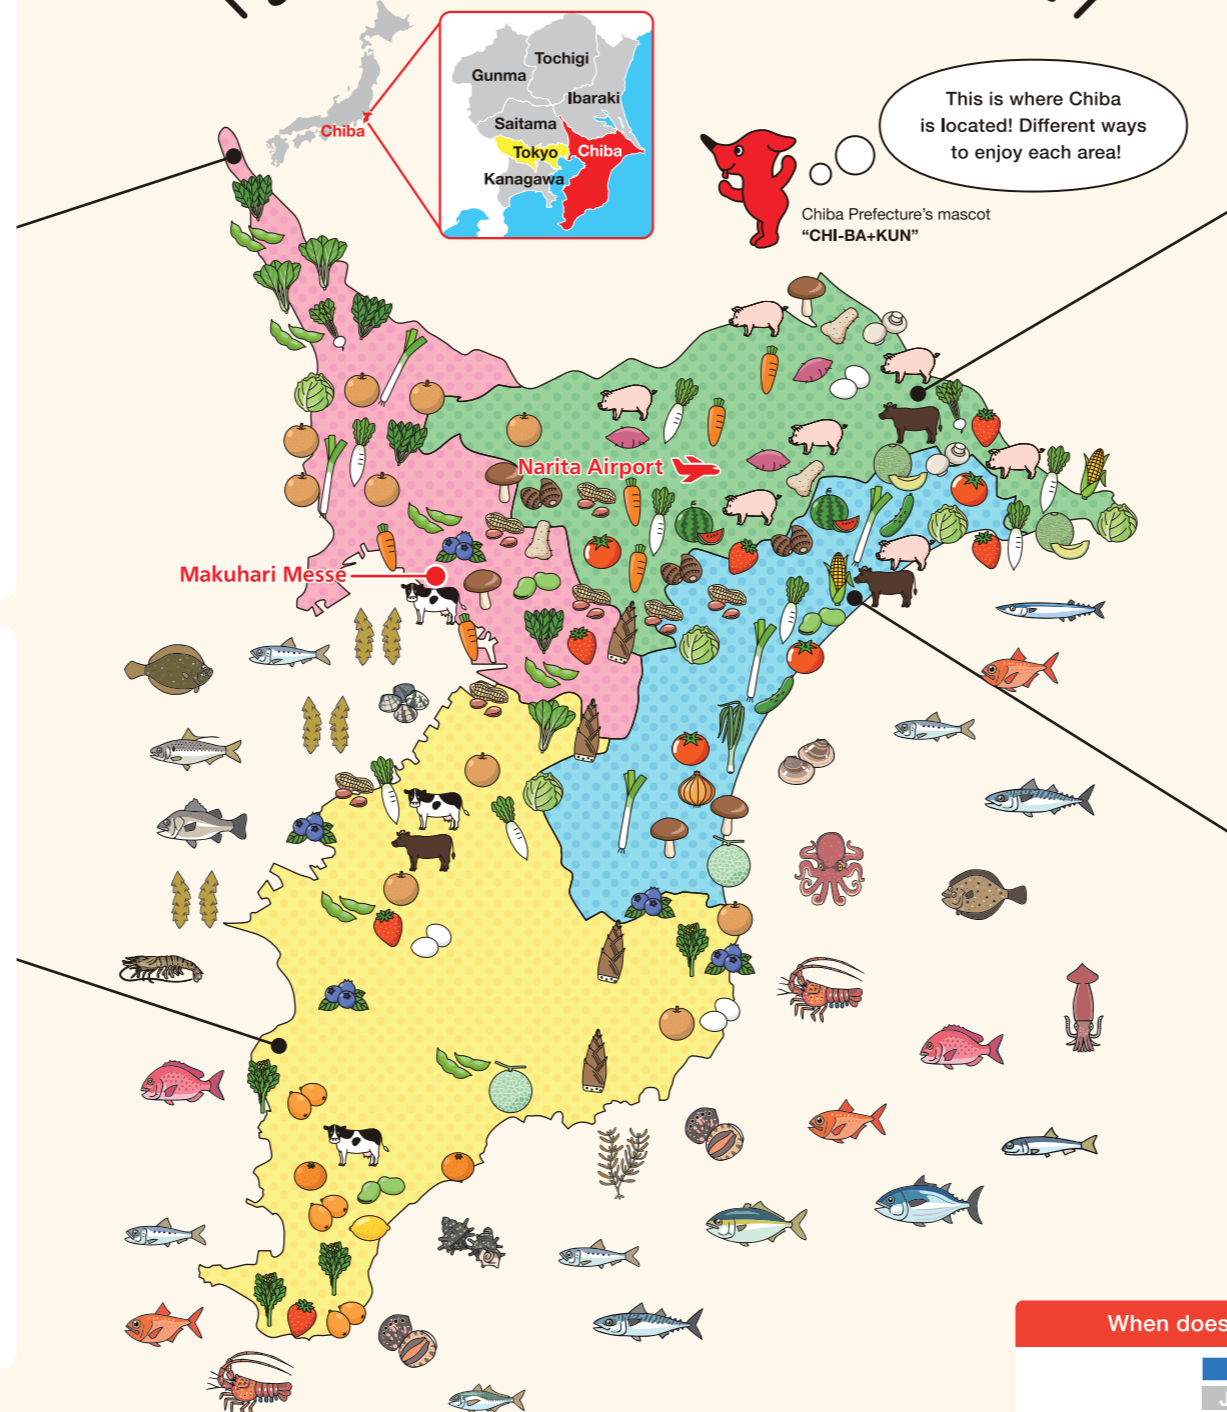 Gunma
Tochigi
Ibaraki
Saitama
Tokyo
Chiba
Kanagawa
Chiba
This is where Chiba
is located! Different ways
to enjoy each area!
Chiba Prefecture's mascot
"CHI-BA+KUN"
Narita Airport
Makuhari Messe
When does